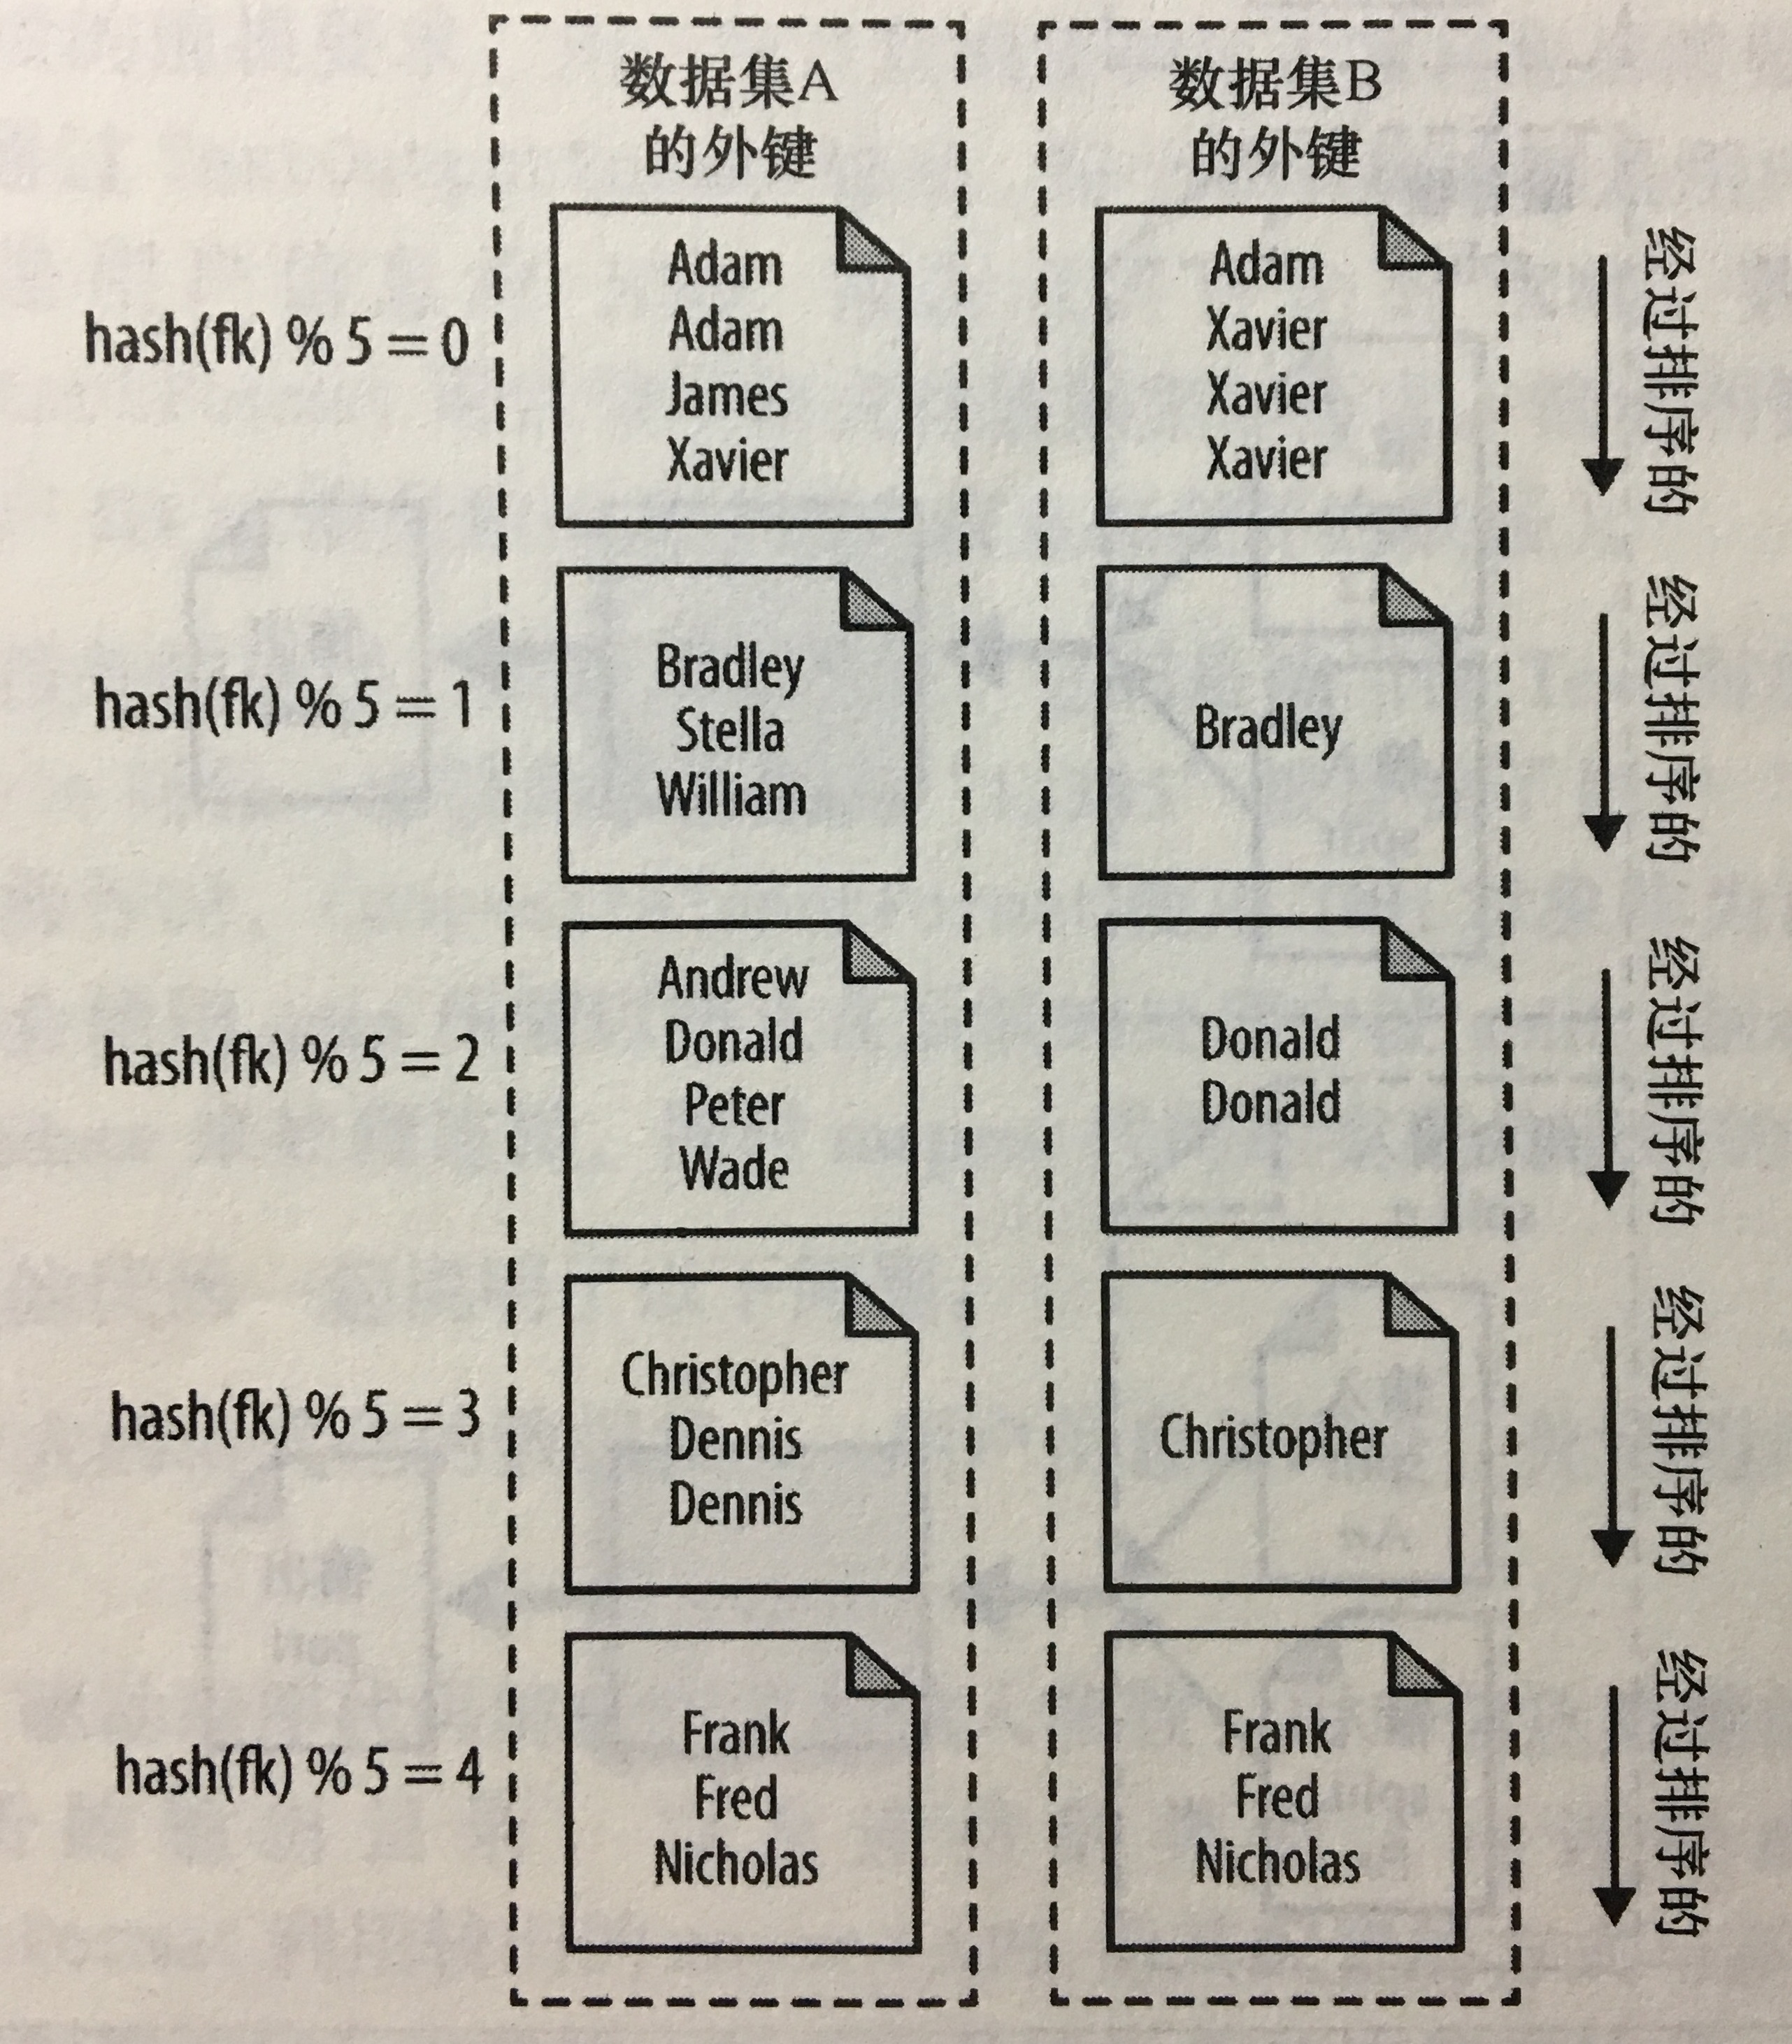 数据集A
的外键
数据集B
的外键
hash(fk) % 5 = 0
Adam
Adam
James
Xavier
Adam
Xavier
Xavier
Xavier
经过排序的
hash(fk) % 5 = 1
Bradley
Stella
William
Bradley
经过排序的
hash(fk) % 5 = 2
Andrew
Donald
Peter
Wade
Donald
Donald
经过排序的
hash(fk) % 5 = 3
Christopher
Dennis
Dennis
Christopher
经过排序的
hash(fk) % 5 = 4
Frank
Fred
Nicholas
Frank
Fred
Nicholas
经过排序的